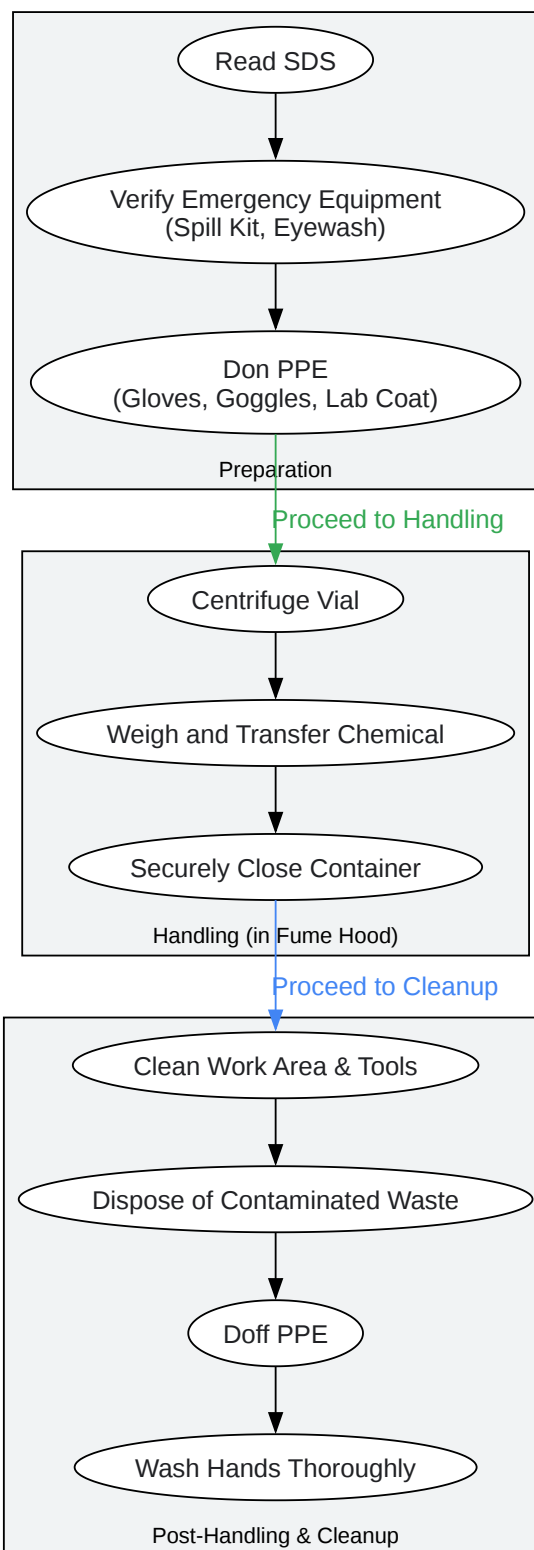 Read SDS
Verify Emergency Equipment
(Spill Kit, Eyewash)
Don PPE
(Gloves, Goggles, Lab Coat)
Preparation
Proceed to Handling
Centrifuge Vial
Weigh and Transfer Chemical
Securely Close Container
Handling (in Fume Hood)
Proceed to Cleanup
Clean Work Area & Tools
Dispose of Contaminated Waste
Doff PPE
Wash Hands Thoroughly
Post-Handling & Cleanup